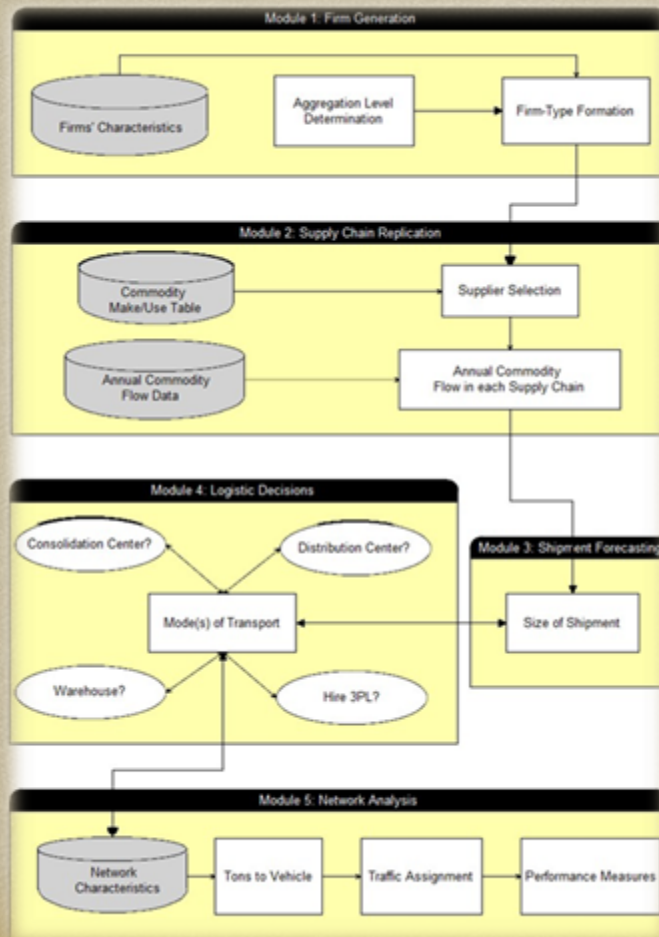 Module 1: Firm Generation
Firms' Characteristics
Aggregation Level
Determination
Firm-Type Formation
Module 2: Supply Chain Replication
Commodity
Make/Use Table
Supplier Selection
Annual Commodity
Flow Data
Annual Commodity
Flow in each Supply Chain
Module 4: Logistic Decisions
Consolidation Center?
Distribution Center?
Mode(s) of Transport
Warehouse?
Hire 3PL?
Module 3: Shipment Forecasting
Size of Shipment
Module 5: Network Analysis
Network
Characteristics
Tons to Vehicle
Traffic Assignment
Performance Measures